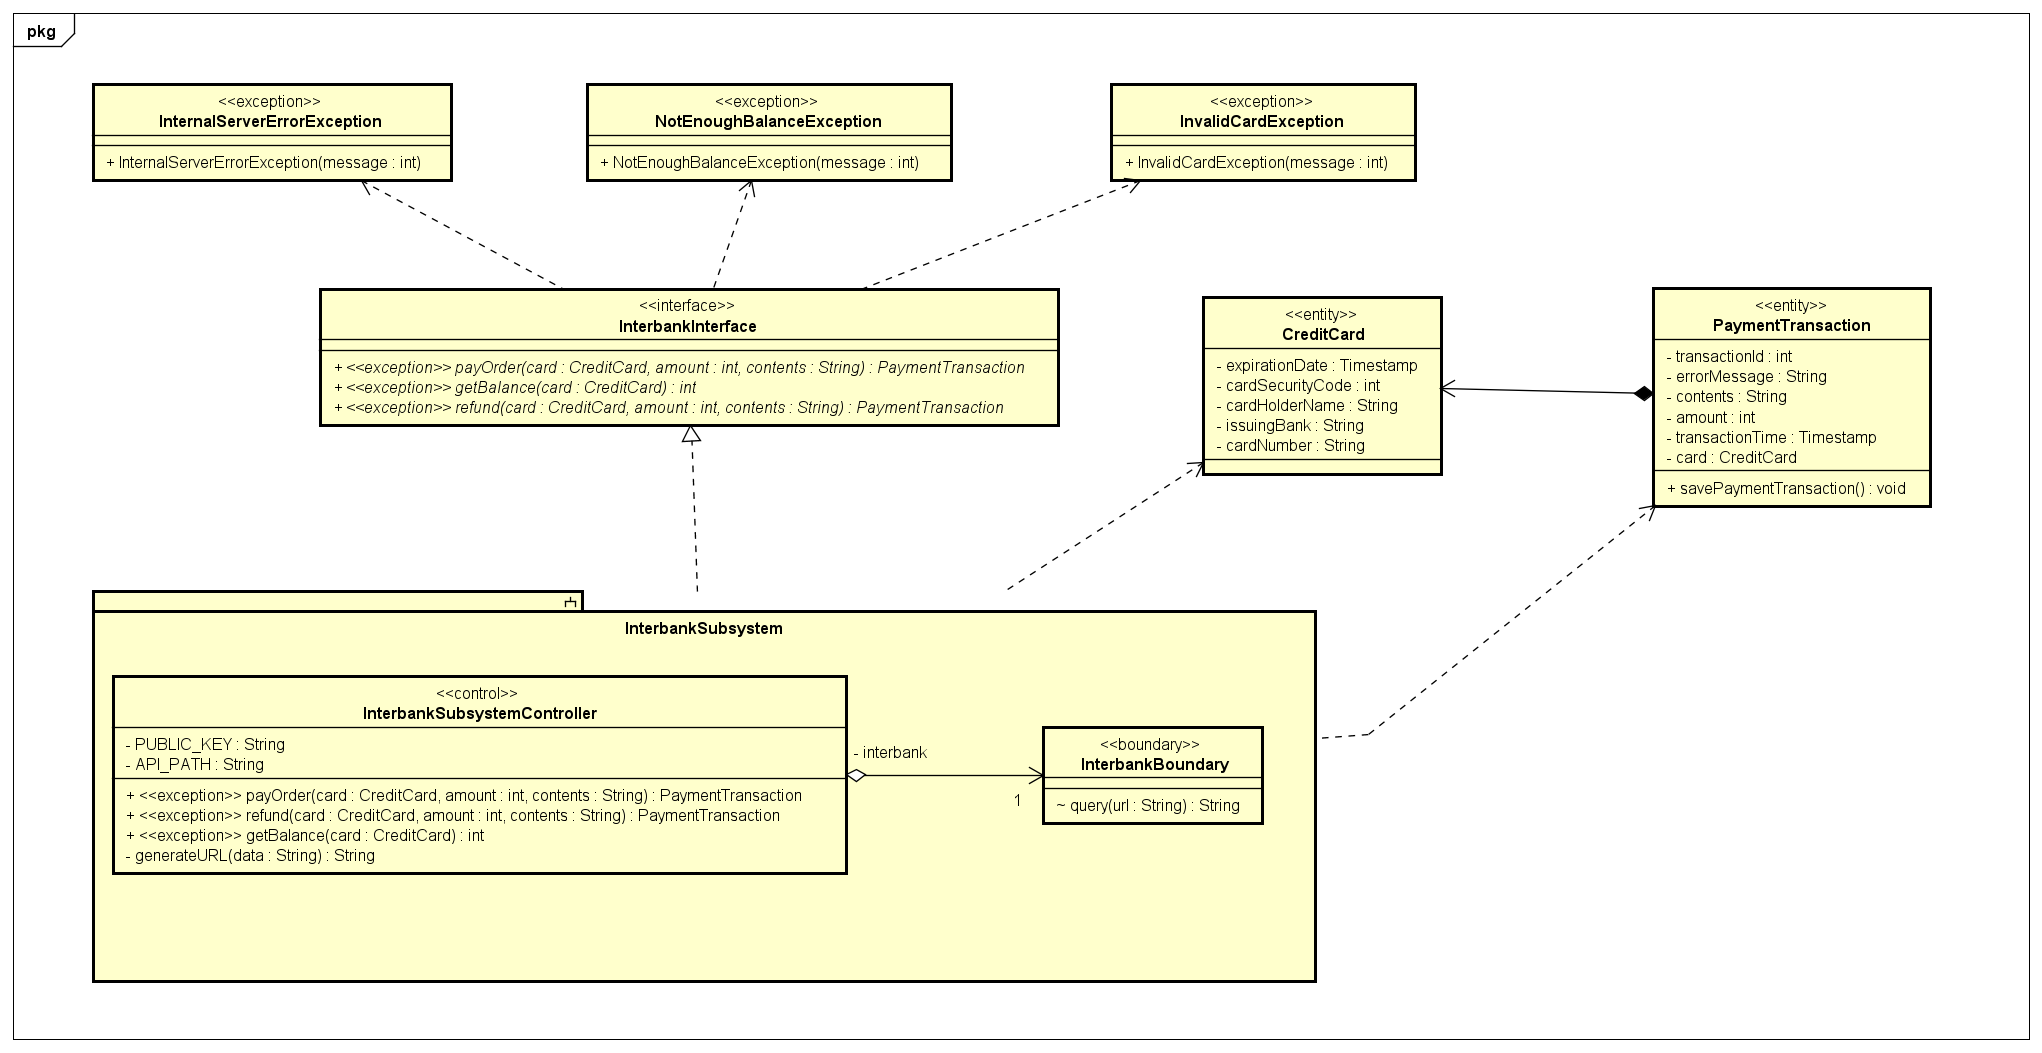 pkg
<<exception>>
InternalServerErrorException
+ InternalServerErrorException(message : int)
<<exception>>
NotEnoughBalanceException
+ NotEnoughBalanceException(message : int)
<<exception>>
InvalidCardException
+ InvalidCardException(message : int)
<<interface>>
InterbankInterface
+ <<exception>> payOrder(card : CreditCard, amount : int, contents : String) : PaymentTransaction
+ <<exception>> getBalance(card : CreditCard) : int
+ <<exception>> refund(card : CreditCard, amount : int, contents : String) : PaymentTransaction
<<entity>>
CreditCard
- expirationDate : Timestamp
- cardSecurityCode : int
- cardHolderName : String
- issuingBank : String
- cardNumber : String
<<entity>>
PaymentTransaction
- transactionId : int
- errorMessage : String
- contents : String
- amount : int
- transactionTime : Timestamp
- card : CreditCard
+ savePaymentTransaction() : void
InterbankSubsystem
<<control>>
InterbankSubsystemController
- PUBLIC_KEY : String
- API_PATH : String
+ <<exception>> payOrder(card : CreditCard, amount : int, contents : String) : PaymentTransaction
+ <<exception>> refund(card : CreditCard, amount : int, contents : String) : PaymentTransaction
+ <<exception>> getBalance(card : CreditCard) : int
- generateURL(data : String) : String
- interbank
1
<<boundary>>
InterbankBoundary
~ query(url : String) : String